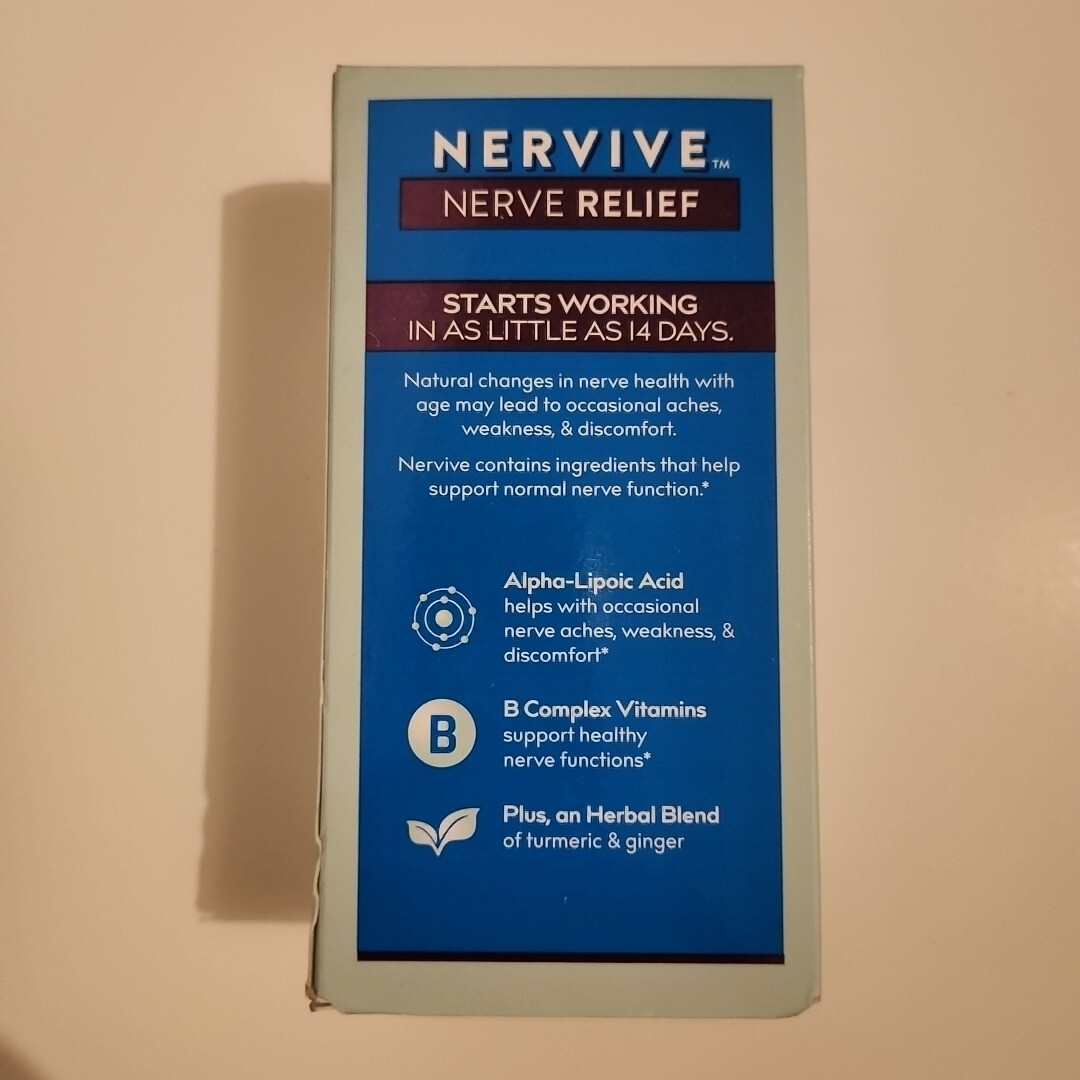 NERVIVE™
NERVE RELIEF
STARTS WORKING
IN AS LITTLE AS 14 DAYS.
Natural changes in nerve health with
age may lead to occasional aches,
weakness, & discomfort.
Nervive contains ingredients that help
support normal nerve function.*
Alpha-Lipoic Acid
helps with occasional
nerve aches, weakness, &
discomfort*
B
B Complex Vitamins
support healthy
nerve functions*
Plus, an Herbal Blend
of turmeric & ginger